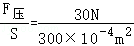 F压/S = 30N/300×10⁻⁴m²